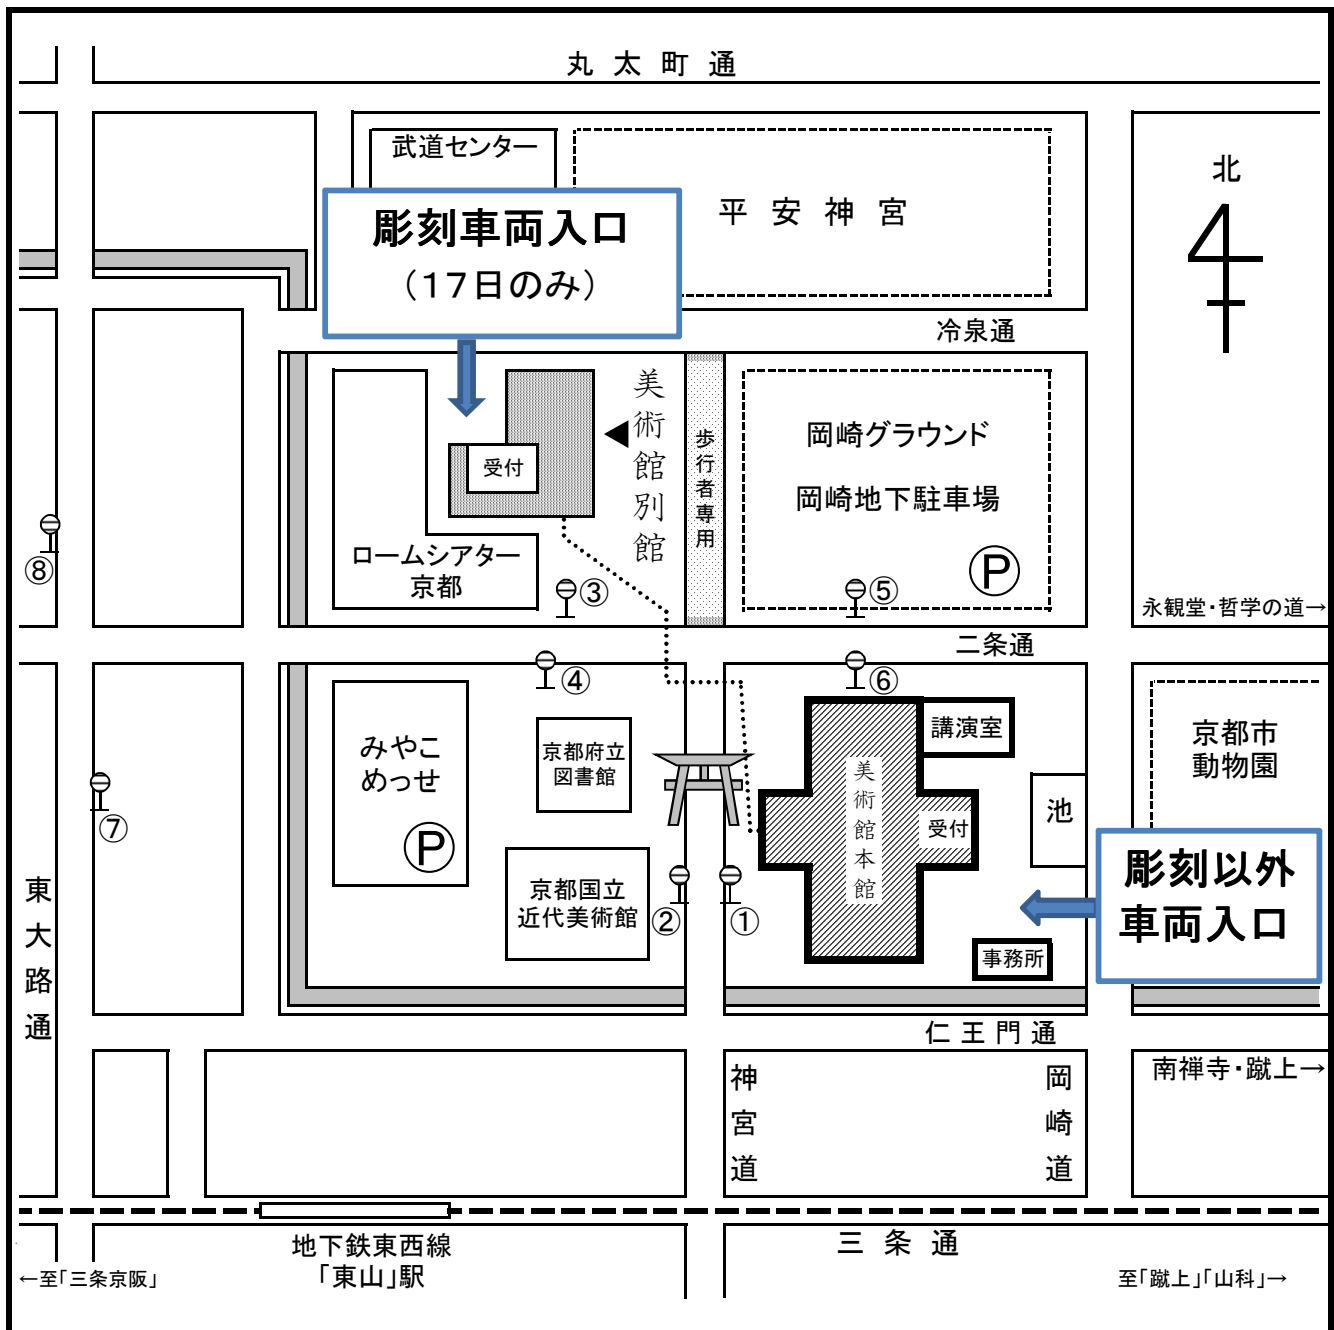 丸太町通
武道センター
平安神宮
北
彫刻車両入口
（17日のみ）
冷泉通
美術館別館
受付
歩行者専用
岡崎グラウンド
岡崎地下駐車場
P
ロームシアター
京都
⑧
③
⑤
永観堂・哲学の道→
二条通
④
⑥
みやこ
めっせ
P
京都府立
図書館
講演室
美術館本館
受付
池
京都市
動物園
⑦
彫刻以外
車両入口
東大路通
京都国立
近代美術館
②
①
事務所
仁王門通
神宮道
岡崎道
南禅寺・蹴上→
三条通
地下鉄東西線
「東山」駅
←至「三条京阪」
至「蹴上」「山科」→